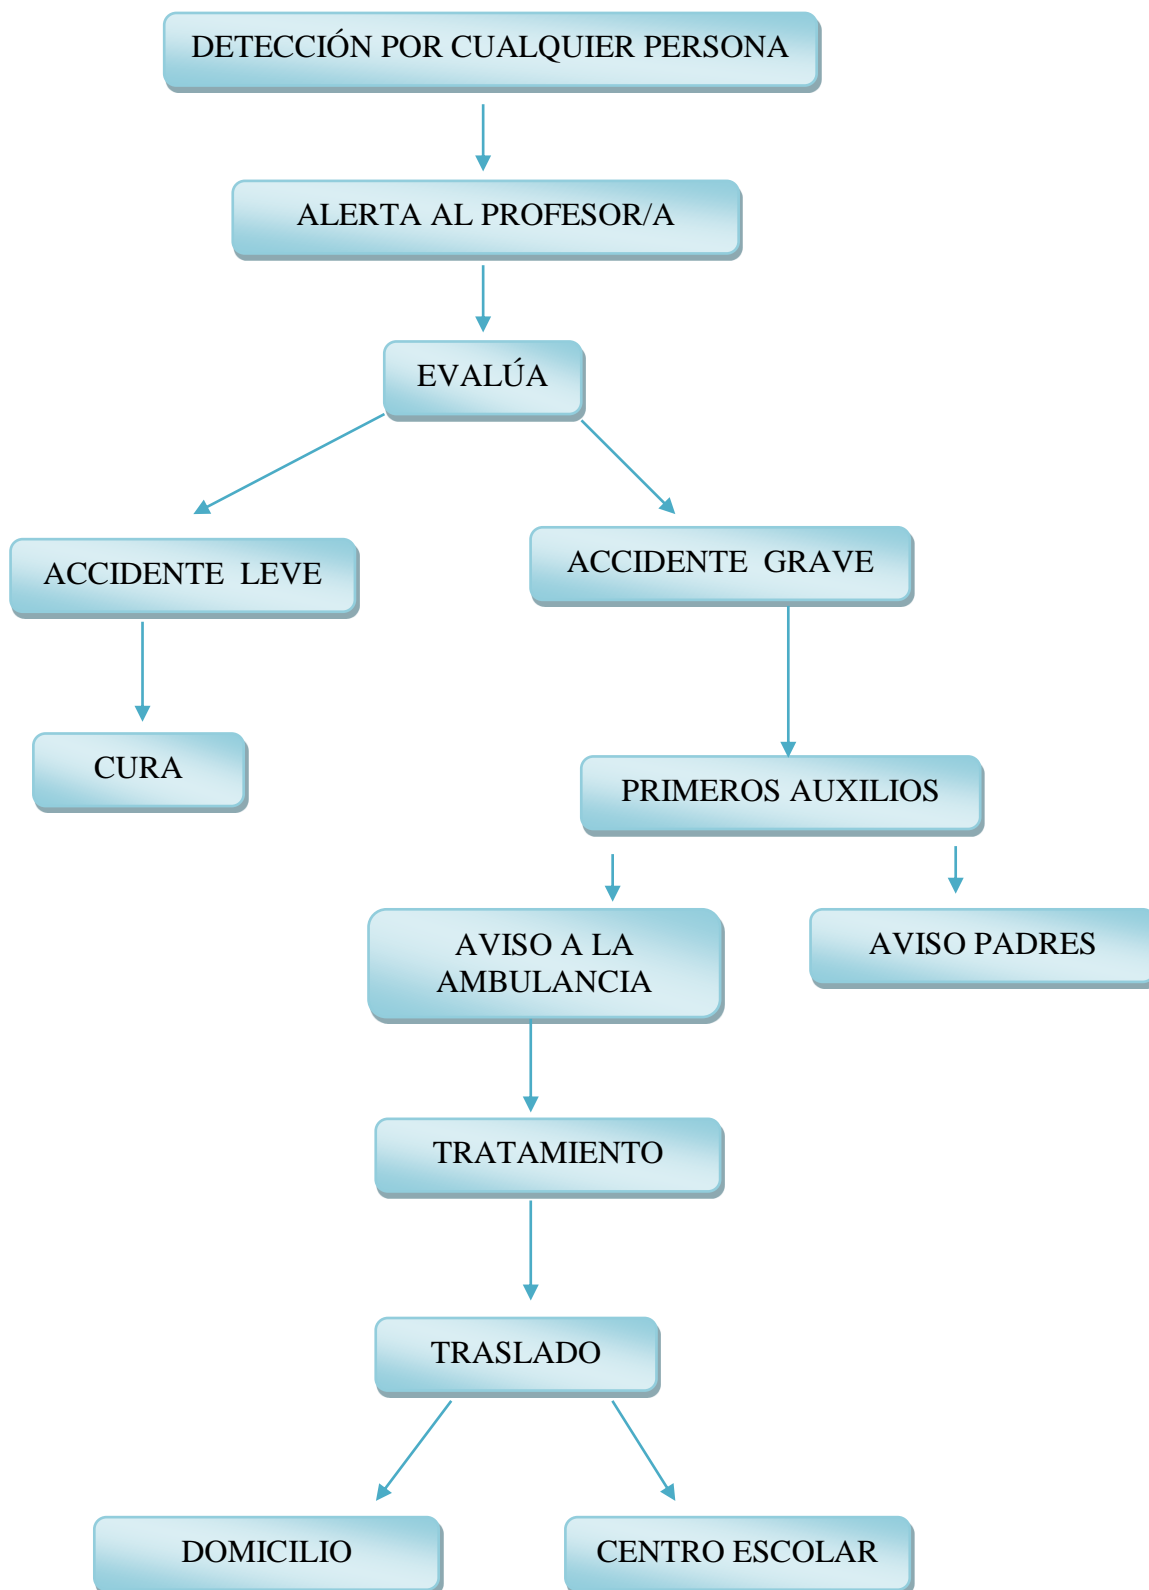 DETECCIÓN POR CUALQUIER PERSONA
ALERTA AL PROFESOR/A
EVALÚA
ACCIDENTE LEVE
ACCIDENTE GRAVE
CURA
PRIMEROS AUXILIOS
AVISO A LA
AMBULANCIA
AVISO PADRES
TRATAMIENTO
TRASLADO
DOMICILIO
CENTRO ESCOLAR